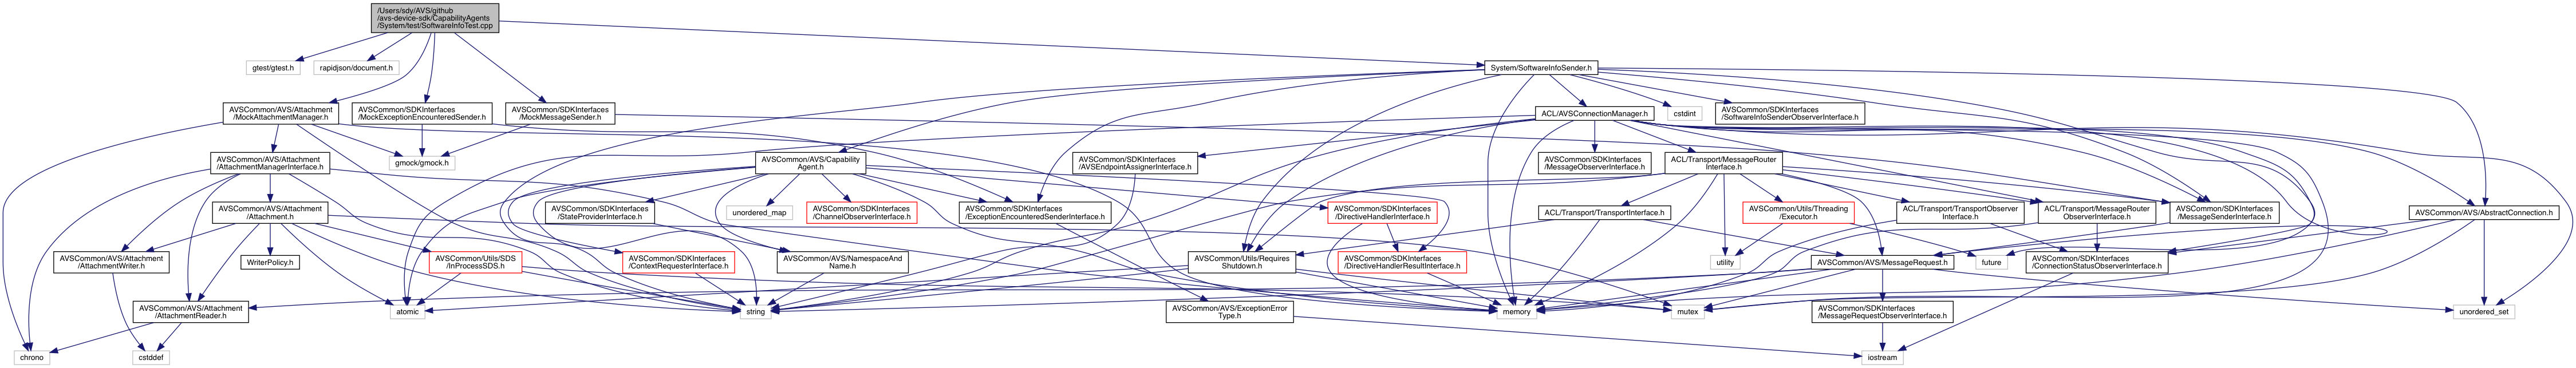 /Users/sdy/AVS/github
/avs-device-sdk/CapabilityAgents
/System/test/SoftwareInfoTest.cpp
gtest/gtest.h
rapidjson/document.h
System/SoftwareInfoSender.h
AVSCommon/AVS/Attachment
/MockAttachmentManager.h
AVSCommon/SDKInterfaces
/MockExceptionEncounteredSender.h
AVSCommon/SDKInterfaces
/MockMessageSender.h
ACL/AVSConnectionManager.h
cstdint
AVSCommon/SDKInterfaces
/SoftwareInfoSenderObserverInterface.h
AVSCommon/AVS/Attachment
/AttachmentManagerInterface.h
gmock/gmock.h
AVSCommon/AVS/Capability
Agent.h
AVSCommon/SDKInterfaces
/AVSEndpointAssignerInterface.h
AVSCommon/SDKInterfaces
/MessageObserverInterface.h
ACL/Transport/MessageRouter
Interface.h
AVSCommon/AVS/Attachment
/Attachment.h
AVSCommon/SDKInterfaces
/StateProviderInterface.h
unordered_map
AVSCommon/SDKInterfaces
/ChannelObserverInterface.h
AVSCommon/SDKInterfaces
/ExceptionEncounteredSenderInterface.h
AVSCommon/SDKInterfaces
/DirectiveHandlerInterface.h
ACL/Transport/TransportInterface.h
AVSCommon/Utils/Threading
/Executor.h
ACL/Transport/TransportObserver
Interface.h
ACL/Transport/MessageRouter
ObserverInterface.h
AVSCommon/SDKInterfaces
/MessageSenderInterface.h
AVSCommon/AVS/AbstractConnection.h
AVSCommon/AVS/Attachment
/AttachmentWriter.h
WriterPolicy.h
AVSCommon/Utils/SDS
/InProcessSDS.h
AVSCommon/SDKInterfaces
/ContextRequesterInterface.h
AVSCommon/AVS/NamespaceAnd
Name.h
AVSCommon/Utils/Requires
Shutdown.h
AVSCommon/SDKInterfaces
/DirectiveHandlerResultInterface.h
utility
AVSCommon/AVS/MessageRequest.h
future
AVSCommon/SDKInterfaces
/ConnectionStatusObserverInterface.h
AVSCommon/AVS/Attachment
/AttachmentReader.h
atomic
string
AVSCommon/AVS/ExceptionError
Type.h
memory
mutex
AVSCommon/SDKInterfaces
/MessageRequestObserverInterface.h
unordered_set
chrono
cstddef
iostream